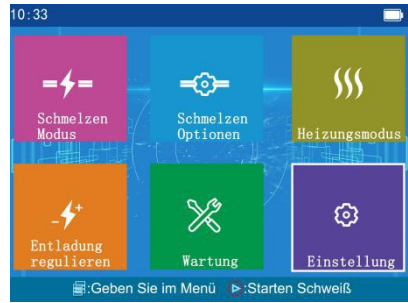 10:33
Schmelzen
Modus
Schmelzen
Optionen
Heizungsmodus
Entladung
regulieren
Wartung
Einstellung
:Geben Sie im Menü :Starten Schweiß